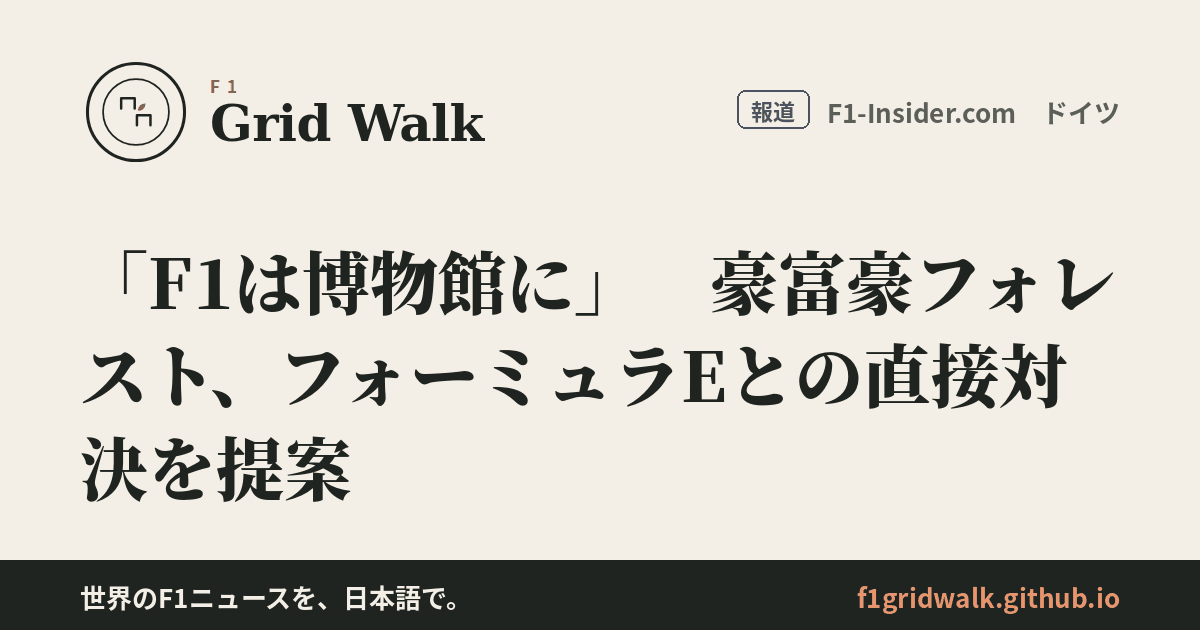 F1
Grid Walk
報道 F1-Insider.com ドイツ
「F1は博物館に」　豪富豪フォレ
スト、フォーミュラEとの直接対
決を提案
世界のF1ニュースを、日本語で。
f1gridwalk.github.io